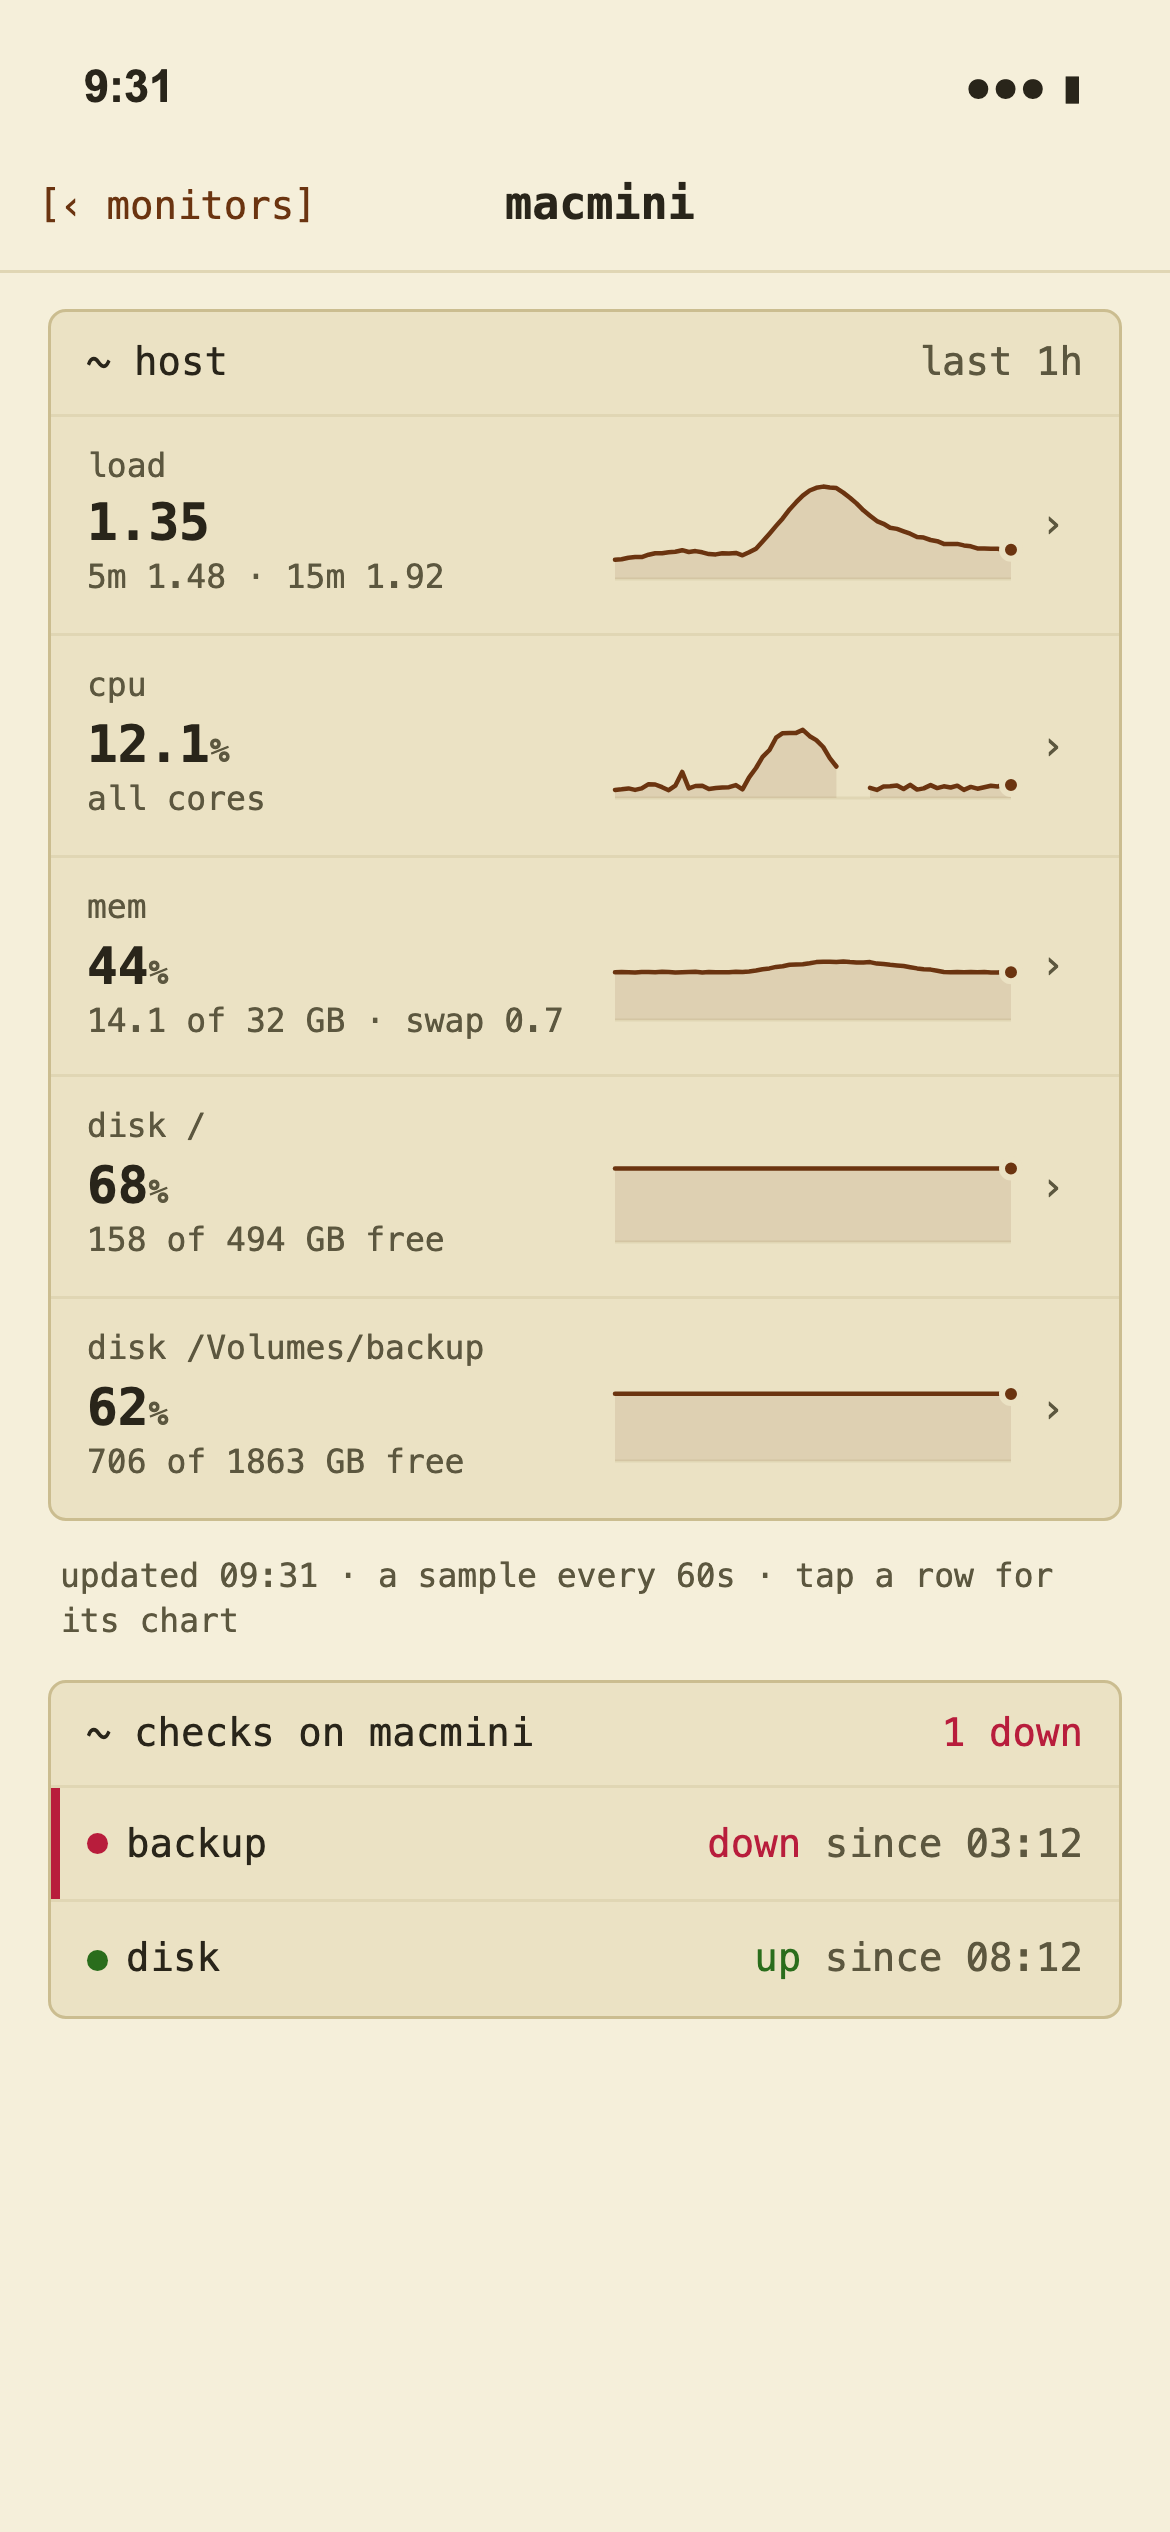 9:31
[‹ monitors] macmini
~ host last 1h
load
1.35
5m 1.48 · 15m 1.92
›
cpu
12.1%
all cores
›
mem
44%
14.1 of 32 GB · swap 0.7
›
disk /
68%
158 of 494 GB free
›
disk /Volumes/backup
62%
706 of 1863 GB free
›
updated 09:31 · a sample every 60s · tap a row for
its chart
~ checks on macmini 1 down
backup down since 03:12
disk up since 08:12